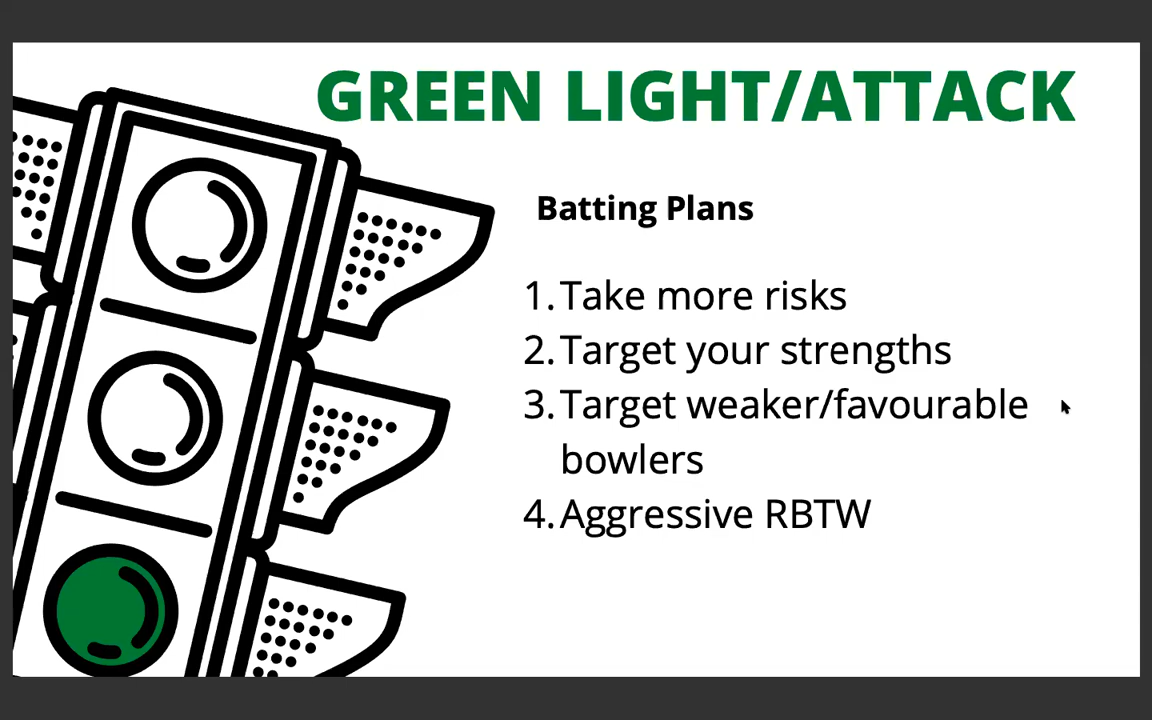 GREEN LIGHT/ATTACK
Batting Plans
1. Take more risks
2. Target your strengths
3. Target weaker/favourable
bowlers
4. Aggressive RBTW